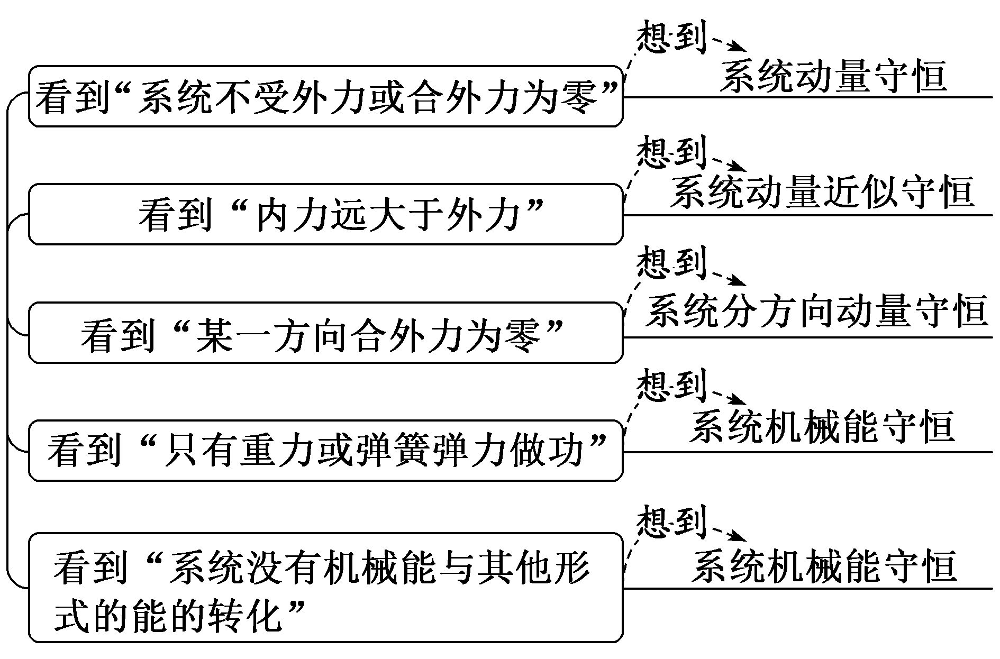 想到
系统动量守恒
看到“系统不受外力或合外力为零”
想到
系统动量近似守恒
看到“内力远大于外力”
想到
系统分方向动量守恒
看到“某一方向合外力为零”
想到
系统机械能守恒
看到“只有重力或弹簧弹力做功”
想到
系统机械能守恒
看到“系统没有机械能与其他形
式的能的转化”